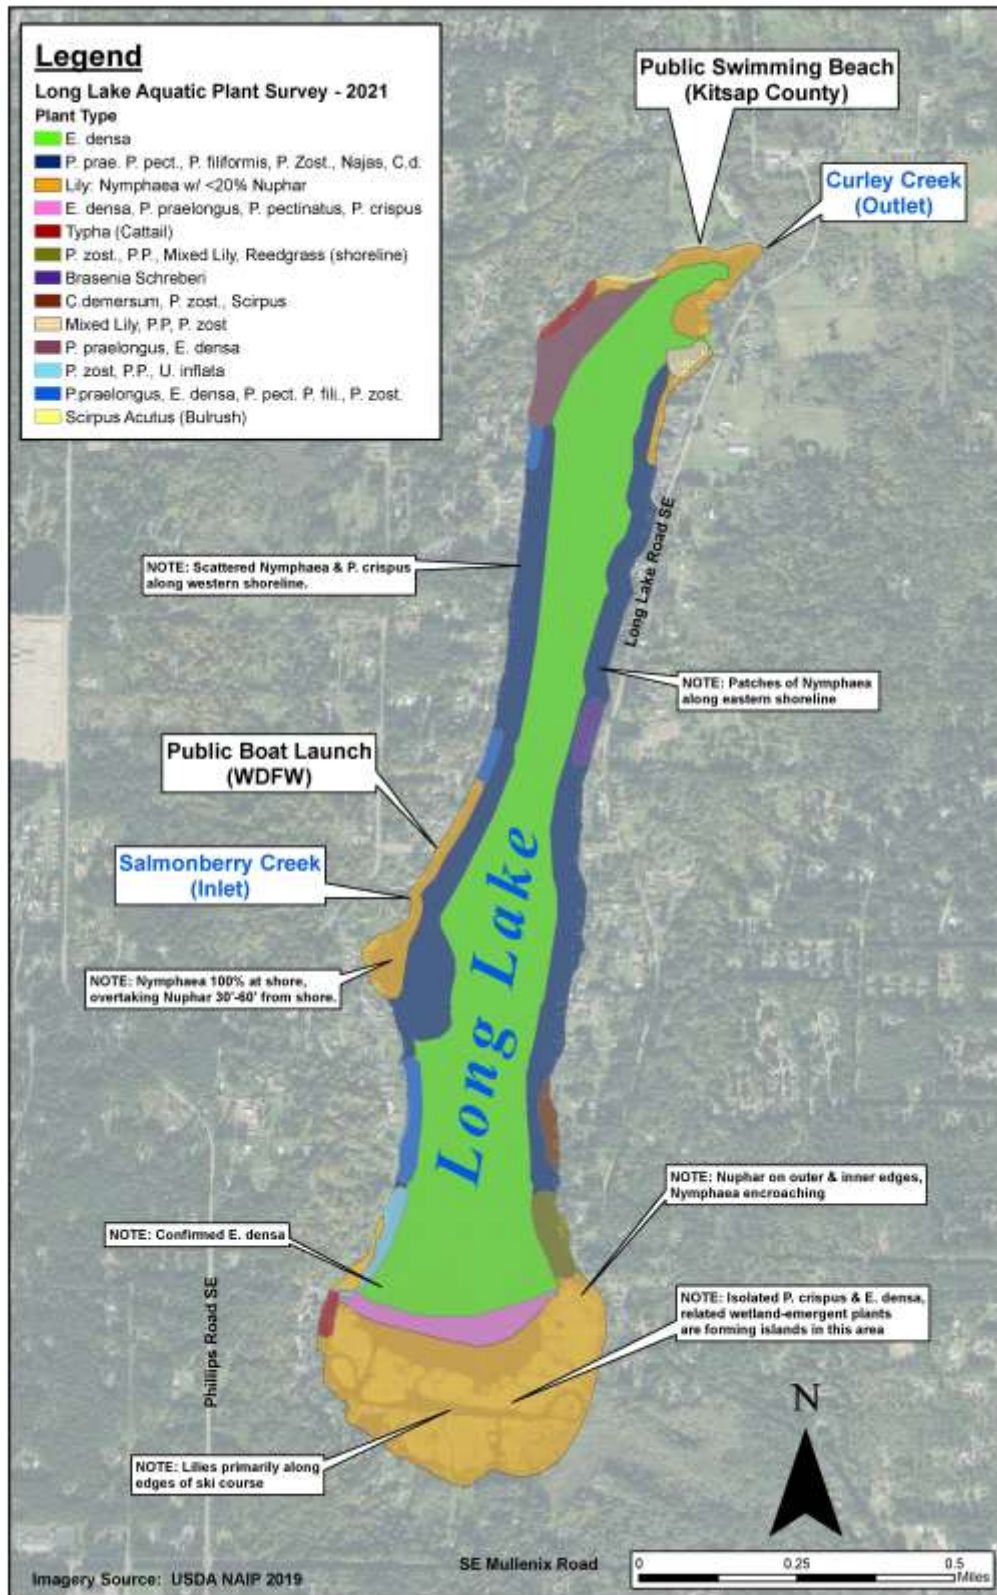 Legend
Long Lake Aquatic Plant Survey - 2021
Plant Type
E. densa
P. prae. P. pect., P. filiformis, P. Zost., Najas, C.d.
Lily: Nymphaea w/ <20% Nuphar
E. densa, P. praelongus, P. pectinatus, P. crispus
Typha (Cattail)
P. zost., P.P., Mixed Lily, Reedgrass (shoreline)
Brasenia Schreberi
C.demersum, P. zost., Scirpus
Mixed Lily, P.P, P. zost
P. praelongus, E. densa
P. zost, P.P., U. inflata
P.praelongus, E. densa, P. pect. P. fili., P. zost.
Scirpus Acutus (Bulrush)
Public Swimming Beach
(Kitsap County)
Curley Creek
(Outlet)
NOTE: Scattered Nymphaea & P. crispus
along western shoreline.
Long Lake Road SE
NOTE: Patches of Nymphaea
along eastern shoreline
Public Boat Launch
(WDFW)
Salmonberry Creek
(Inlet)
NOTE: Nymphaea 100% at shore,
overtaking Nuphar 30'-60' from shore.
Long Lake
NOTE: Nuphar on outer & inner edges,
Nymphaea encroaching
NOTE: Confirmed E. densa
NOTE: Isolated P. crispus & E. densa,
related wetland-emergent plants
are forming islands in this area
Phillips Road SE
NOTE: Lilies primarily along
edges of ski course
N
SE Mullenix Road
0 0.25 0.5
Miles
Imagery Source: USDA NAIP 2019